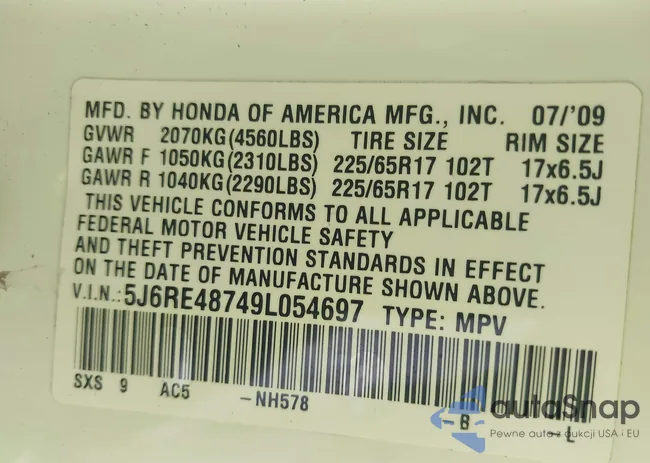 MFD. BY HONDA OF AMERICA MFG., INC. 07/'09
GVWR 2070KG(4560LBS) TIRE SIZE RIM SIZE
GAWR F 1050KG(2310LBS) 225/65R17 102T 17x6.5J
GAWR R 1040KG(2290LBS) 225/65R17 102T 17x6.5J
THIS VEHICLE CONFORMS TO ALL APPLICABLE
FEDERAL MOTOR VEHICLE SAFETY
AND THEFT PREVENTION STANDARDS IN EFFECT
ON THE DATE OF MANUFACTURE SHOWN ABOVE.
V.I.N.:5J6RE48749L054697 TYPE: MPV
SXS 9 AC5 -NH578 -B -L
autoSnap
Pewne auto z aukcji USA i EU